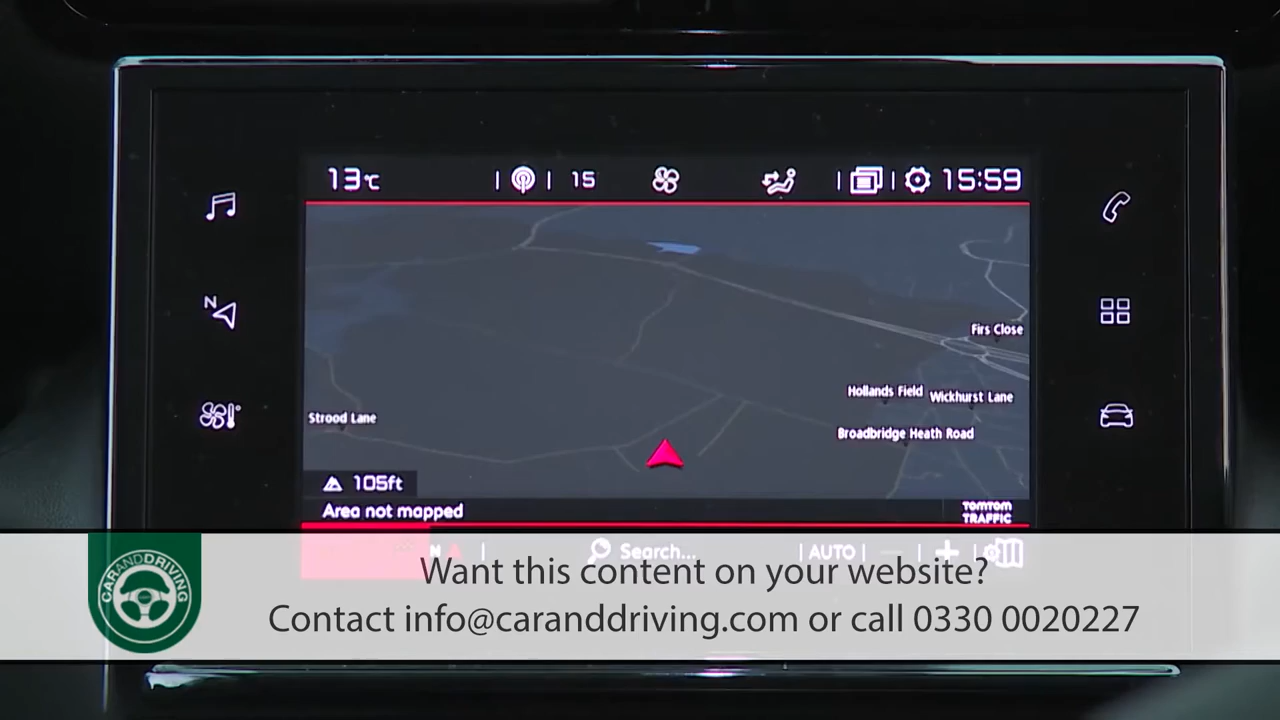 13°C 15 15:59
N
Firs Close
Hollands Field Wickhurst Lane
Strood Lane
Broadbridge Heath Road
105ft
Area not mapped
TOMTOM
TRAFFIC
N Search... AUTO
Want this content on your website?
Contact info@caranddriving.com or call 0330 0020227
CARANDDRIVING